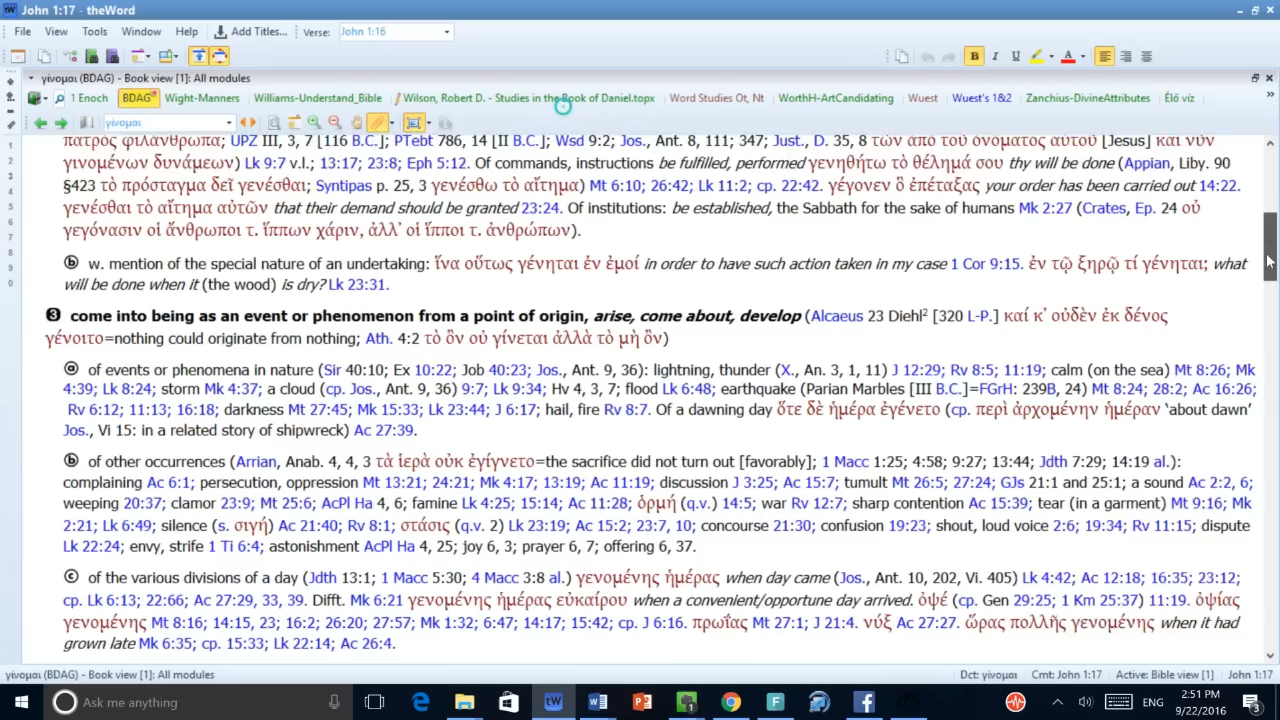 John 1:17 - theWord
File View Tools Window Help Add Titles... Verse: John 1:16
γίνομαι (BDAG) - Book view [1]: All modules
1 Enoch BDAG Wight-Manners Williams-Understand_Bible Wilson, Robert D. - Studies in the Book of Daniel.topx Word Studies Ot, Nt WorthH-ArtCandidating Wuest Wuest's 1&2 Zanchius-DivineAttributes Ἐλό víz
γίνομαι
πατρὸς φιλάνθρωπα; UPZ III, 3, 7 [116 B.C.]; PTebt 786, 14 [II B.C.]; Wsd 9:2; Jos., Ant. 8, 111; 347; Just., D. 35, 8 τῶν ἀπὸ τοῦ ὀνόματος αὐτοῦ [Jesus] καὶ νῦν
γινομένων δυνάμεων) Lk 9:7 v.l.; 13:17; 23:8; Eph 5:12. Of commands, instructions be fulfilled, performed γενηθήτω τὸ θέλημά σου thy will be done (Appian, Liby. 90
§423 τὸ πρόσταγμα δεῖ γενέσθαι; Syntipas p. 25, 3 γενέσθω τὸ αἴτημα) Mt 6:10; 26:42; Lk 11:2; cp. 22:42. γέγονεν ὃ ἐπέταξας your order has been carried out 14:22.
γενέσθαι τὸ αἴτημα αὐτῶν that their demand should be granted 23:24. Of institutions: be established, the Sabbath for the sake of humans Mk 2:27 (Crates, Ep. 24 οὐ
γεγόνασιν οἱ ἄνθρωποι τ. ἵππων χάριν, ἀλλ' οἱ ἵπποι τ. ἀνθρώπων).
ⓑ w. mention of the special nature of an undertaking: ἵνα οὕτως γένηται ἐν ἐμοί in order to have such action taken in my case 1 Cor 9:15. ἐν τῷ ξηρῷ τί γένηται; what
will be done when it (the wood) is dry? Lk 23:31.
❸ come into being as an event or phenomenon from a point of origin, arise, come about, develop (Alcaeus 23 Diehl² [320 L-P.] καί κ' οὐδὲν ἐκ δένος
γένοιτο=nothing could originate from nothing; Ath. 4:2 τὸ ὂν οὐ γίνεται ἀλλὰ τὸ μὴ ὄν)
ⓐ of events or phenomena in nature (Sir 40:10; Ex 10:22; Job 40:23; Jos., Ant. 9, 36): lightning, thunder (X., An. 3, 1, 11) J 12:29; Rv 8:5; 11:19; calm (on the sea) Mt 8:26; Mk
4:39; Lk 8:24; storm Mk 4:37; a cloud (cp. Jos., Ant. 9, 36) 9:7; Lk 9:34; Hv 4, 3, 7; flood Lk 6:48; earthquake (Parian Marbles [III B.C.]=FGrH: 239B, 24) Mt 8:24; 28:2; Ac 16:26;
Rv 6:12; 11:13; 16:18; darkness Mt 27:45; Mk 15:33; Lk 23:44; J 6:17; hail, fire Rv 8:7. Of a dawning day ὅτε δὲ ἡμέρα ἐγένετο (cp. περὶ ἀρχομένην ἡμέραν ‘about dawn’
Jos., Vi 15: in a related story of shipwreck) Ac 27:39.
ⓑ of other occurrences (Arrian, Anab. 4, 4, 3 τὰ ἱερὰ οὐκ ἐγίγνετο=the sacrifice did not turn out [favorably]; 1 Macc 1:25; 4:58; 9:27; 13:44; Jdth 7:29; 14:19 al.):
complaining Ac 6:1; persecution, oppression Mt 13:21; 24:21; Mk 4:17; 13:19; Ac 11:19; discussion J 3:25; Ac 15:7; tumult Mt 26:5; 27:24; GJs 21:1 and 25:1; a sound Ac 2:2, 6;
weeping 20:37; clamor 23:9; Mt 25:6; AcPl Ha 4, 6; famine Lk 4:25; 15:14; Ac 11:28; ὁρμή (q.v.) 14:5; war Rv 12:7; sharp contention Ac 15:39; tear (in a garment) Mt 9:16; Mk
2:21; Lk 6:49; silence (s. σιγή) Ac 21:40; Rv 8:1; στάσις (q.v. 2) Lk 23:19; Ac 15:2; 23:7, 10; concourse 21:30; confusion 19:23; shout, loud voice 2:6; 19:34; Rv 11:15; dispute
Lk 22:24; envy, strife 1 Ti 6:4; astonishment AcPl Ha 4, 25; joy 6, 3; prayer 6, 7; offering 6, 37.
ⓒ of the various divisions of a day (Jdth 13:1; 1 Macc 5:30; 4 Macc 3:8 al.) γενομένης ἡμέρας when day came (Jos., Ant. 10, 202, Vi. 405) Lk 4:42; Ac 12:18; 16:35; 23:12;
cp. Lk 6:13; 22:66; Ac 27:29, 33, 39. Difft. Mk 6:21 γενομένης ἡμέρας εὐκαίρου when a convenient/opportune day arrived. ὀψέ (cp. Gen 29:25; 1 Km 25:37) 11:19. ὀψίας
γενομένης Mt 8:16; 14:15, 23; 16:2; 26:20; 27:57; Mk 1:32; 6:47; 14:17; 15:42; cp. J 6:16. πρωΐας Mt 27:1; J 21:4. νύξ Ac 27:27. ὥρας πολλῆς γενομένης when it had
grown late Mk 6:35; cp. 15:33; Lk 22:14; Ac 26:4.
γίνομαι (BDAG) - Book view [1]: All modules Dct: γίνομαι Cmt: John 1:17 Active: Bible view [1] John 1:17
Ask me anything ENG 2:51 PM
9/22/2016